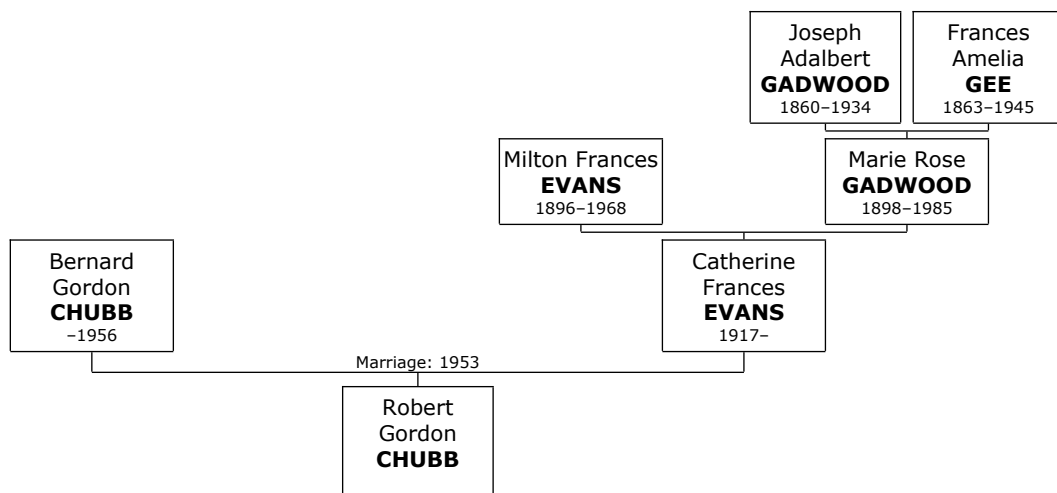 Joseph
Adalbert
GADWOOD
1860–1934
Frances
Amelia
GEE
1863–1945
Milton Frances
EVANS
1896–1968
Marie Rose
GADWOOD
1898–1985
Bernard
Gordon
CHUBB
–1956
Catherine
Frances
EVANS
1917–
Marriage: 1953
Robert
Gordon
CHUBB